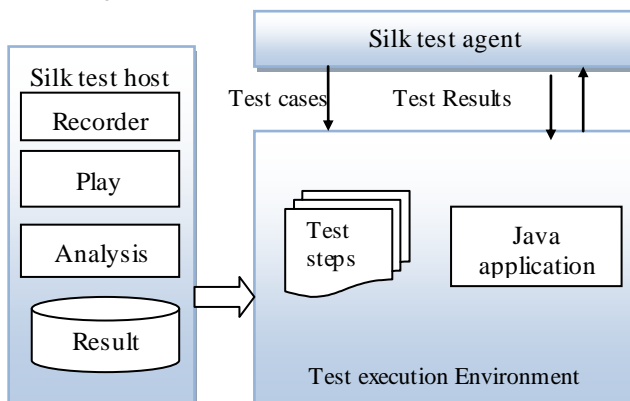 Silk test agent
Silk test host
Recorder
Play
Analysis
Result
Test cases
Test Results
Test
steps
Java
application
Test execution Environment